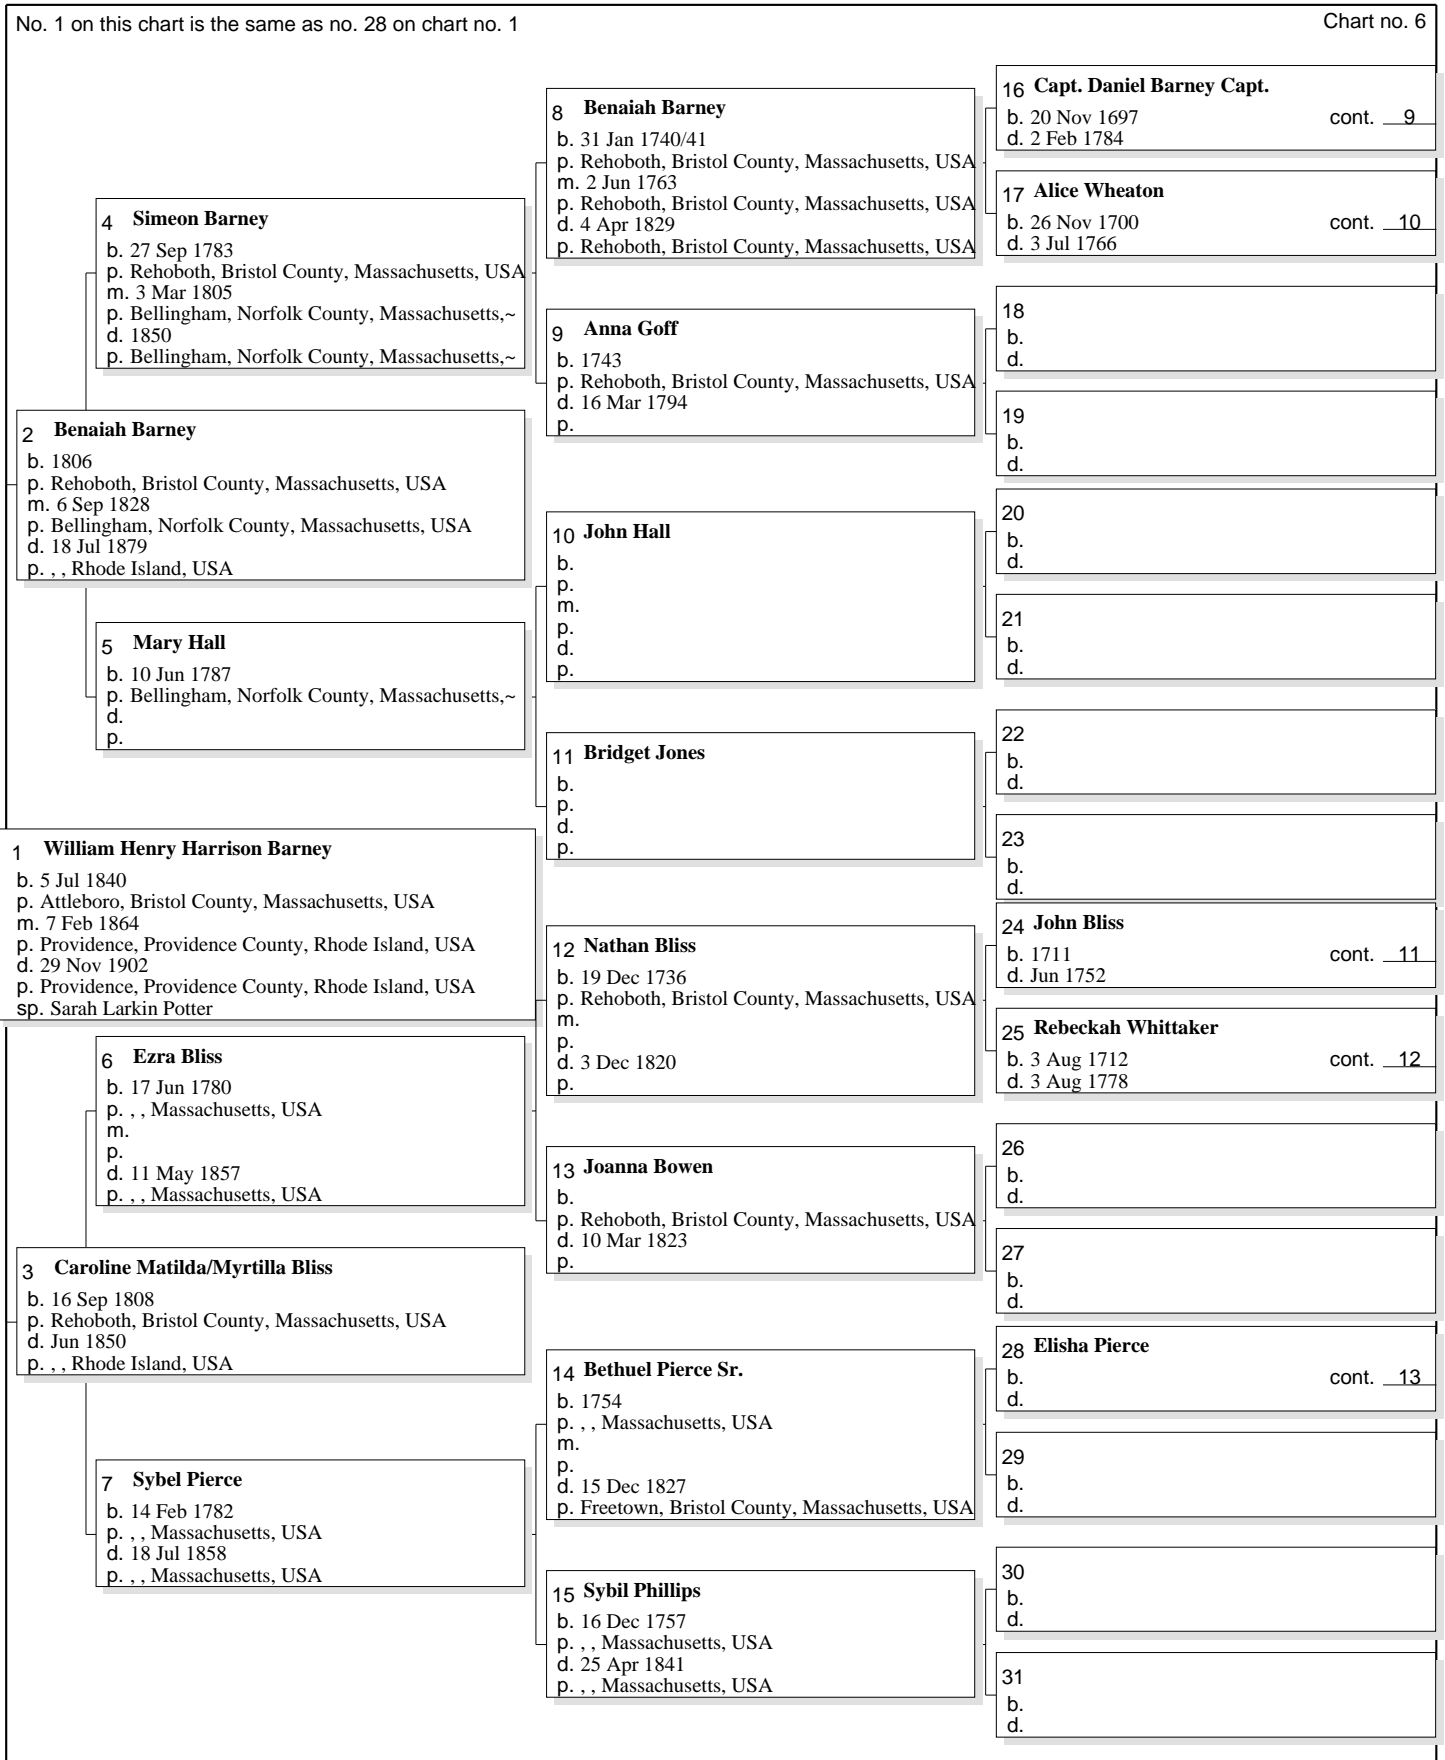 No. 1 on this chart is the same as no. 28 on chart no. 1
Chart no. 6
16 Capt. Daniel Barney Capt.
b. 20 Nov 1697 cont. 9
d. 2 Feb 1784
8 Benaiah Barney
b. 31 Jan 1740/41
p. Rehoboth, Bristol County, Massachusetts, USA
m. 2 Jun 1763
p. Rehoboth, Bristol County, Massachusetts, USA
d. 4 Apr 1829
p. Rehoboth, Bristol County, Massachusetts, USA
17 Alice Wheaton
b. 26 Nov 1700 cont. 10
d. 3 Jul 1766
4 Simeon Barney
b. 27 Sep 1783
p. Rehoboth, Bristol County, Massachusetts, USA
m. 3 Mar 1805
p. Bellingham, Norfolk County, Massachusetts,~
d. 1850
p. Bellingham, Norfolk County, Massachusetts,~
18
b.
d.
9 Anna Goff
b. 1743
p. Rehoboth, Bristol County, Massachusetts, USA
d. 16 Mar 1794
p.
19
b.
d.
2 Benaiah Barney
b. 1806
p. Rehoboth, Bristol County, Massachusetts, USA
m. 6 Sep 1828
p. Bellingham, Norfolk County, Massachusetts, USA
d. 18 Jul 1879
p. , , Rhode Island, USA
20
b.
d.
10 John Hall
b.
p.
m.
p.
d.
p.
21
b.
d.
5 Mary Hall
b. 10 Jun 1787
p. Bellingham, Norfolk County, Massachusetts,~
d.
p.
22
b.
d.
11 Bridget Jones
b.
p.
d.
p.
23
b.
d.
1 William Henry Harrison Barney
b. 5 Jul 1840
p. Attleboro, Bristol County, Massachusetts, USA
m. 7 Feb 1864
p. Providence, Providence County, Rhode Island, USA
d. 29 Nov 1902
p. Providence, Providence County, Rhode Island, USA
sp. Sarah Larkin Potter
24 John Bliss
b. 1711 cont. 11
d. Jun 1752
12 Nathan Bliss
b. 19 Dec 1736
p. Rehoboth, Bristol County, Massachusetts, USA
m.
p.
d. 3 Dec 1820
p.
25 Rebeckah Whittaker
b. 3 Aug 1712 cont. 12
d. 3 Aug 1778
6 Ezra Bliss
b. 17 Jun 1780
p. , , Massachusetts, USA
m.
p.
d. 11 May 1857
p. , , Massachusetts, USA
26
b.
d.
13 Joanna Bowen
b.
p. Rehoboth, Bristol County, Massachusetts, USA
d. 10 Mar 1823
p.
27
b.
d.
3 Caroline Matilda/Myrtilla Bliss
b. 16 Sep 1808
p. Rehoboth, Bristol County, Massachusetts, USA
d. Jun 1850
p. , , Rhode Island, USA
28 Elisha Pierce
b. cont. 13
d.
14 Bethuel Pierce Sr.
b. 1754
p. , , Massachusetts, USA
m.
p.
d. 15 Dec 1827
p. Freetown, Bristol County, Massachusetts, USA
29
b.
d.
7 Sybel Pierce
b. 14 Feb 1782
p. , , Massachusetts, USA
d. 18 Jul 1858
p. , , Massachusetts, USA
30
b.
d.
15 Sybil Phillips
b. 16 Dec 1757
p. , , Massachusetts, USA
d. 25 Apr 1841
p. , , Massachusetts, USA
31
b.
d.